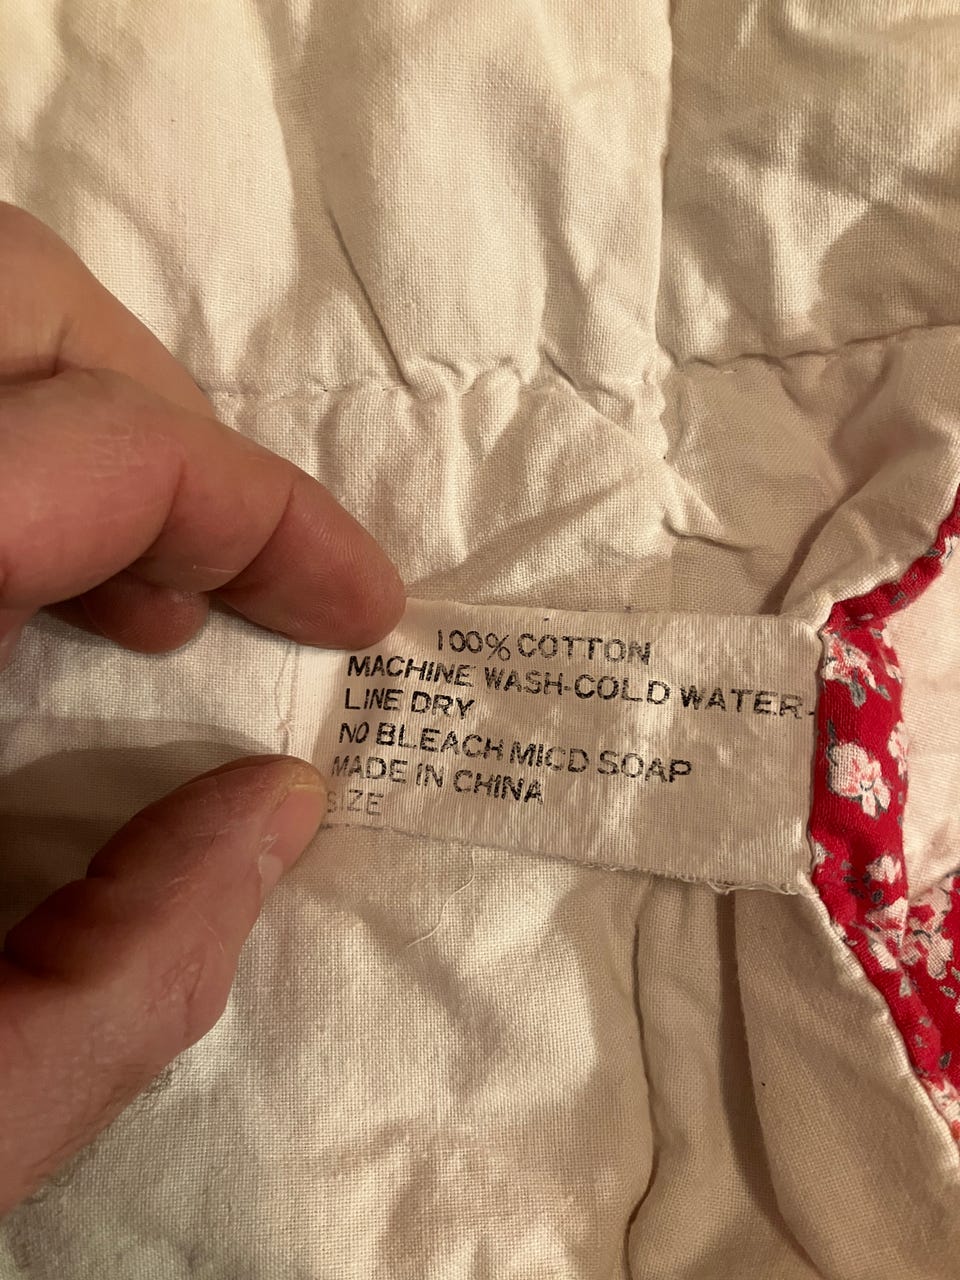 100% COTTON
MACHINE WASH-COLD WATER-
LINE DRY
NO BLEACH MICD SOAP
MADE IN CHINA
SIZE